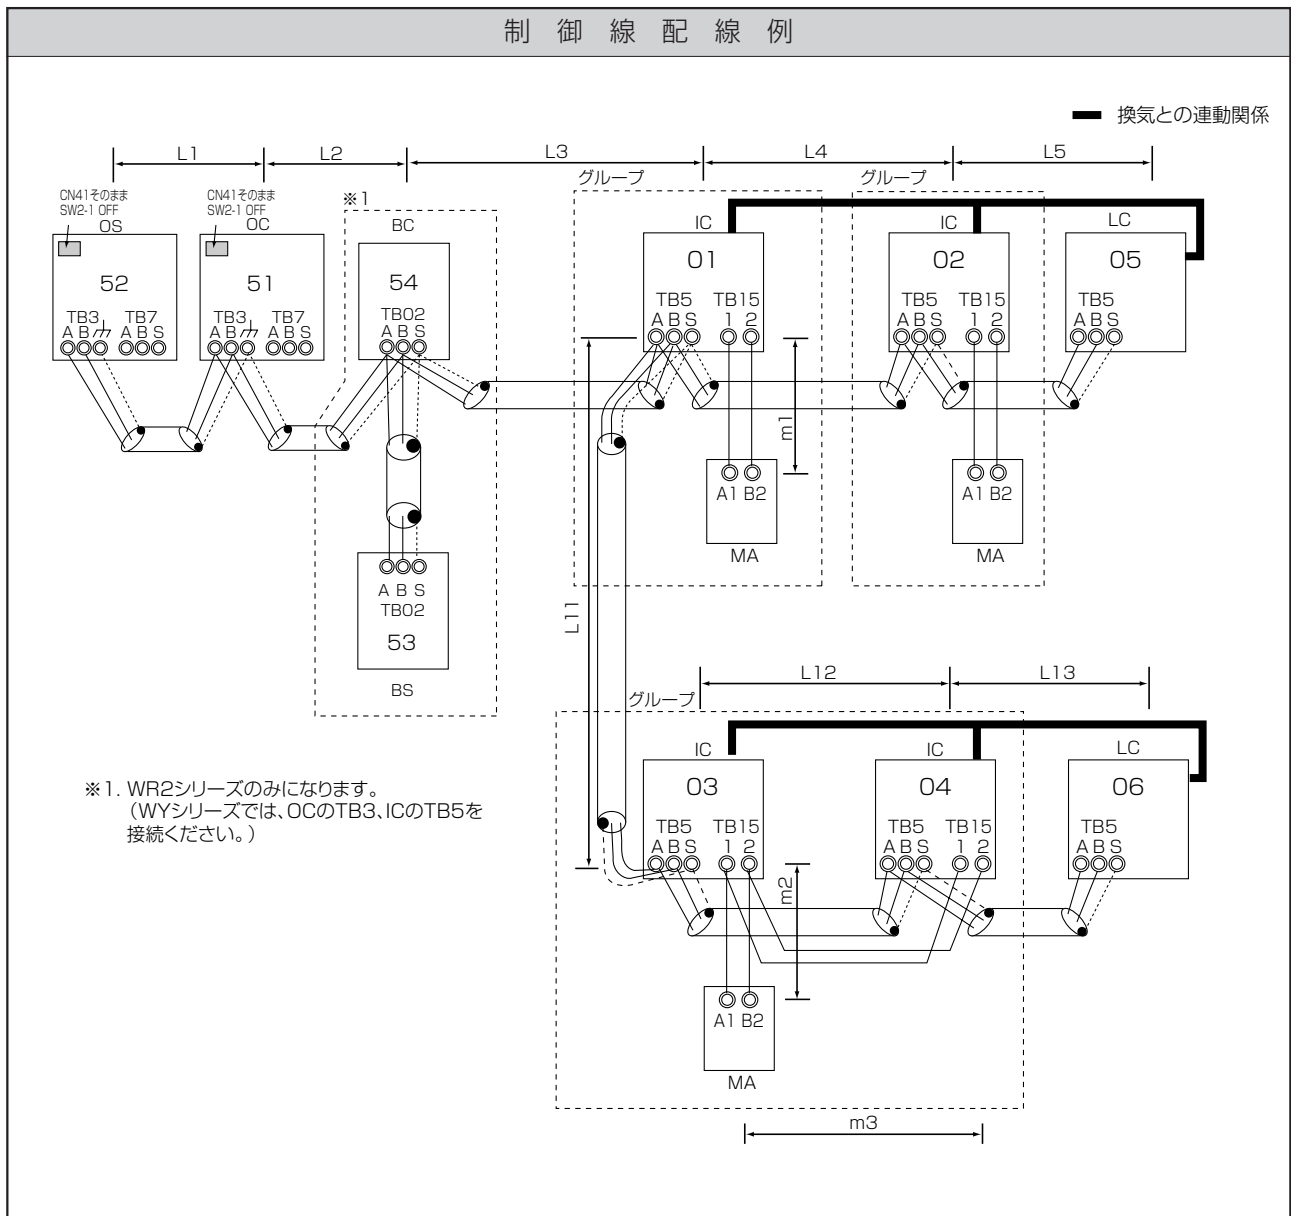 制御線配線例
換気との連動関係
L1
L2
L3
L4
L5
グループ
グループ
CN41そのまま
SW2-1 OFF
OS
CN41そのまま
SW2-1 OFF
OC
※1
BC
IC
IC
LC
52
51
54
01
02
05
TB3
TB7
TB3
TB7
TB02
TB5
TB15
TB5
TB15
TB5
A B
A B S
A B
A B S
A B S
A B S
1 2
A B S
1 2
A B S
m1
A1 B2
A1 B2
MA
MA
A B S
TB02
53
BS
L11
L12
L13
グループ
IC
IC
LC
03
04
06
※1. WR2シリーズのみになります。
（WYシリーズでは、OCのTB3、ICのTB5を
接続ください。）
TB5
TB15
TB5
TB15
TB5
A B S
1 2
A B S
1 2
A B S
m2
A1 B2
MA
m3